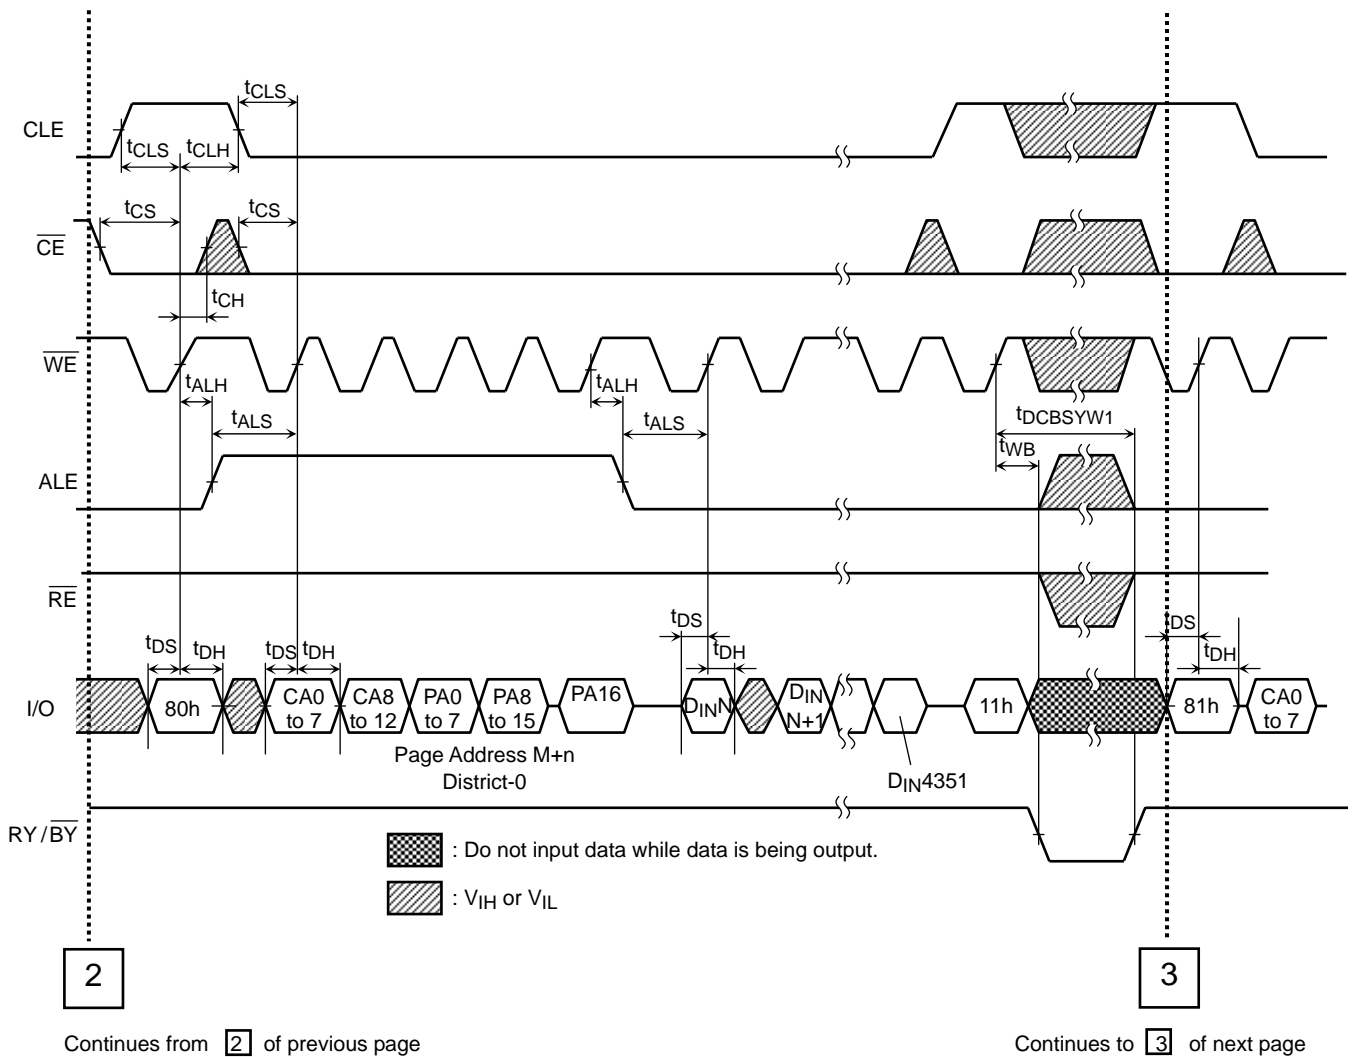 tCLS
CLE
tCLS tCLH
tCS tCS
CE
tCH
WE
tALH tALH
tALS tALS
tDCBSYW1
tWB
ALE
RE
tDS tDH tDS tDH tDS tDH DS tDH
I/O
80h
CA0 to 7
CA8 to 12
PA0 to 7
PA8 to 15
PA16
DINN
DIN N+1
11h
81h
CA0 to 7
Page Address M+n
District-0
DIN4351
RY/BY
: Do not input data while data is being output.
: VIH or VIL
2
3
Continues from 2 of previous page
Continues to 3 of next page